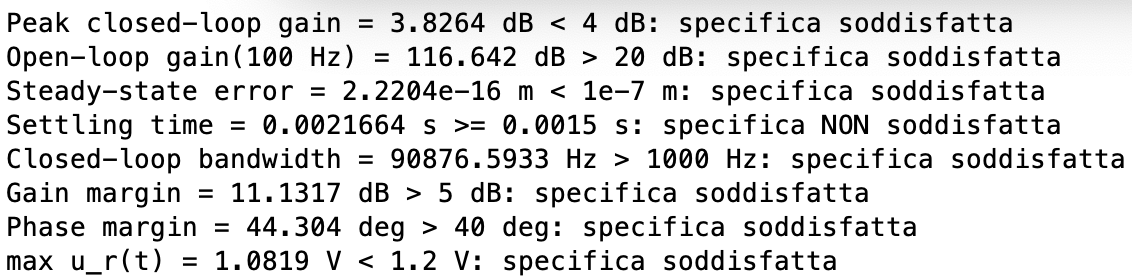 Peak closed-loop gain = 3.8264 dB < 4 dB: specifica soddisfatta
Open-loop gain(100 Hz) = 116.642 dB > 20 dB: specifica soddisfatta
Steady-state error = 2.2204e-16 m < 1e-7 m: specifica soddisfatta
Settling time = 0.0021664 s >= 0.0015 s: specifica NON soddisfatta
Closed-loop bandwidth = 90876.5933 Hz > 1000 Hz: specifica soddisfatta
Gain margin = 11.1317 dB > 5 dB: specifica soddisfatta
Phase margin = 44.304 deg > 40 deg: specifica soddisfatta
max u_r(t) = 1.0819 V < 1.2 V: specifica soddisfatta